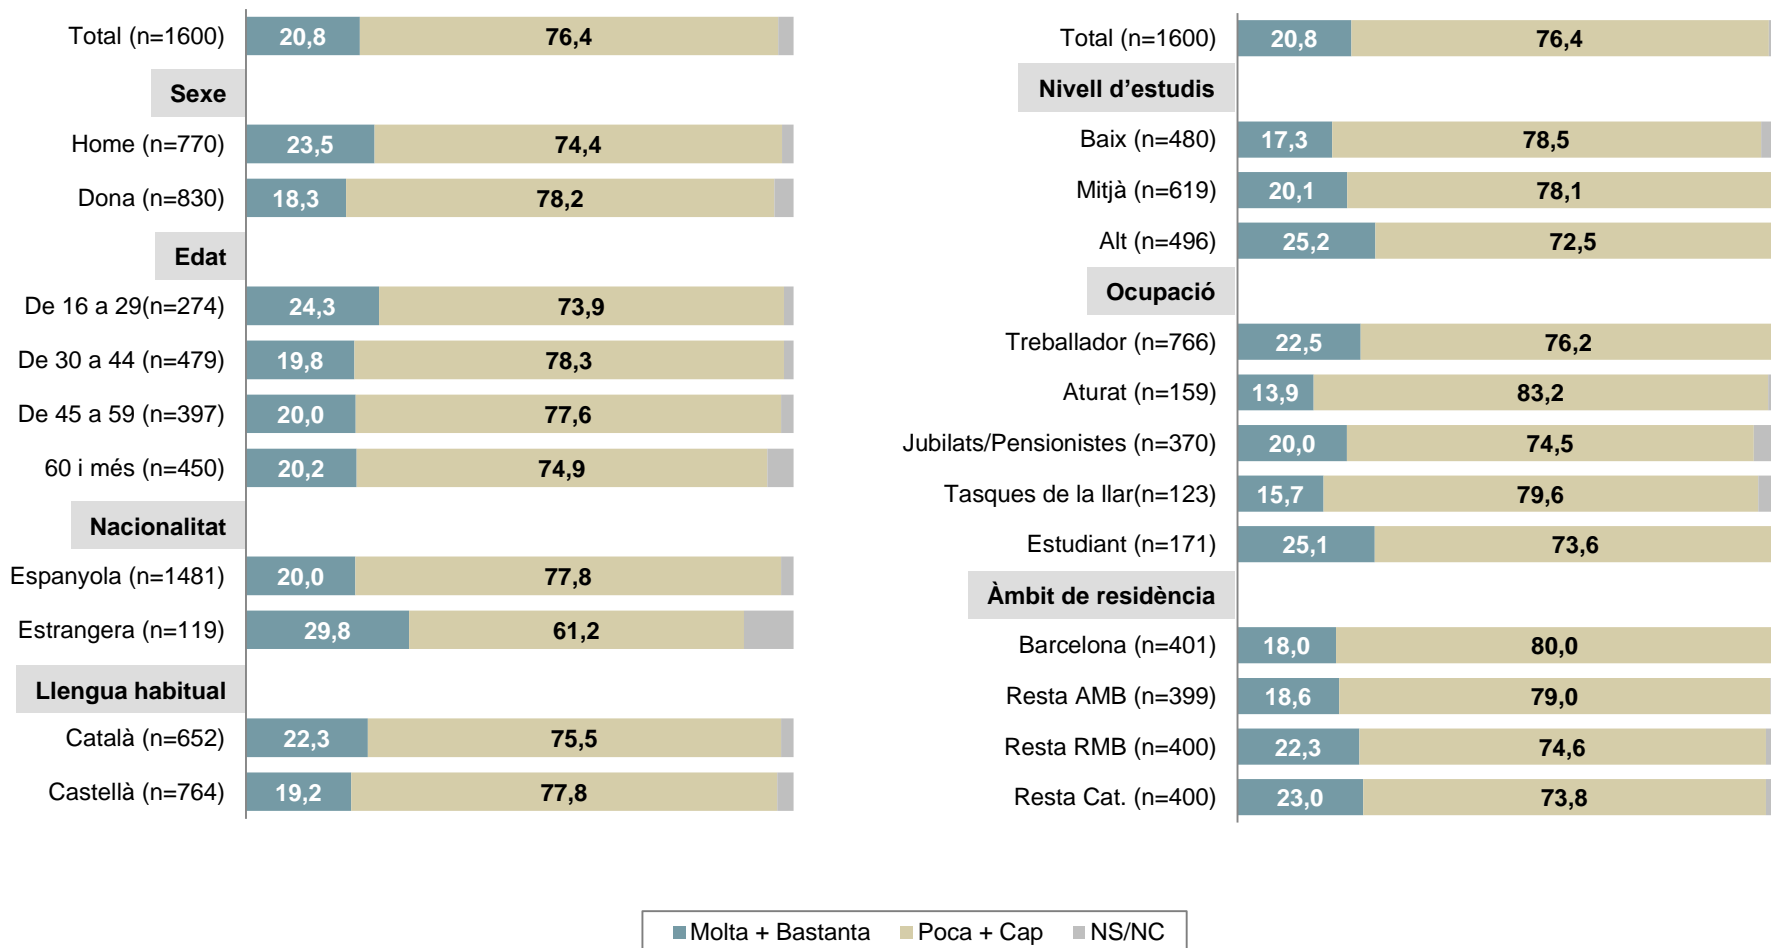 Total (n=1600) 20,8 76,4
Sexe
Home (n=770) 23,5 74,4
Dona (n=830) 18,3 78,2
Edat
De 16 a 29(n=274) 24,3 73,9
De 30 a 44 (n=479) 19,8 78,3
De 45 a 59 (n=397) 20,0 77,6
60 i més (n=450) 20,2 74,9
Nacionalitat
Espanyola (n=1481) 20,0 77,8
Estrangera (n=119) 29,8 61,2
Llengua habitual
Català (n=652) 22,3 75,5
Castellà (n=764) 19,2 77,8
Total (n=1600) 20,8 76,4
Nivell d’estudis
Baix (n=480) 17,3 78,5
Mitjà (n=619) 20,1 78,1
Alt (n=496) 25,2 72,5
Ocupació
Treballador (n=766) 22,5 76,2
Aturat (n=159) 13,9 83,2
Jubilats/Pensionistes (n=370) 20,0 74,5
Tasques de la llar(n=123) 15,7 79,6
Estudiant (n=171) 25,1 73,6
Àmbit de residència
Barcelona (n=401) 18,0 80,0
Resta AMB (n=399) 18,6 79,0
Resta RMB (n=400) 22,3 74,6
Resta Cat. (n=400) 23,0 73,8
Molta + Bastanta Poca + Cap NS/NC